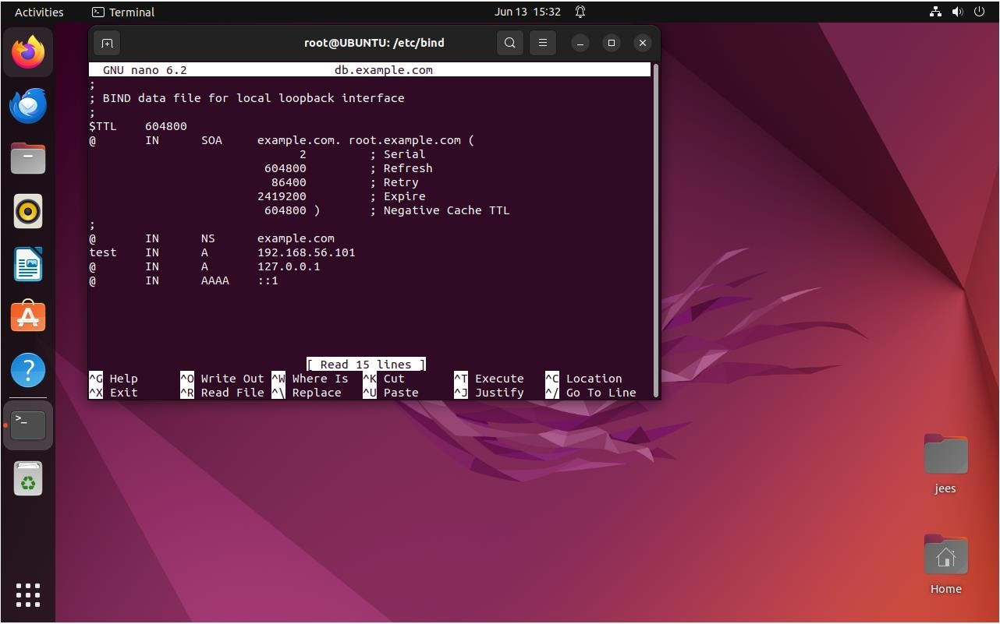 Activities Terminal Jun 13 15:32
root@UBUNTU: /etc/bind
GNU nano 6.2 db.example.com
;
; BIND data file for local loopback interface
;
$TTL 604800
@ IN SOA example.com. root.example.com (
2 ; Serial
604800 ; Refresh
86400 ; Retry
2419200 ; Expire
604800 ) ; Negative Cache TTL
;
@ IN NS example.com
test IN A 192.168.56.101
@ IN A 127.0.0.1
@ IN AAAA ::1
[ Read 15 lines ]
^G Help ^O Write Out ^W Where Is ^K Cut ^T Execute ^C Location
^X Exit ^R Read File ^\ Replace ^U Paste ^J Justify ^/ Go To Line
jees
Home